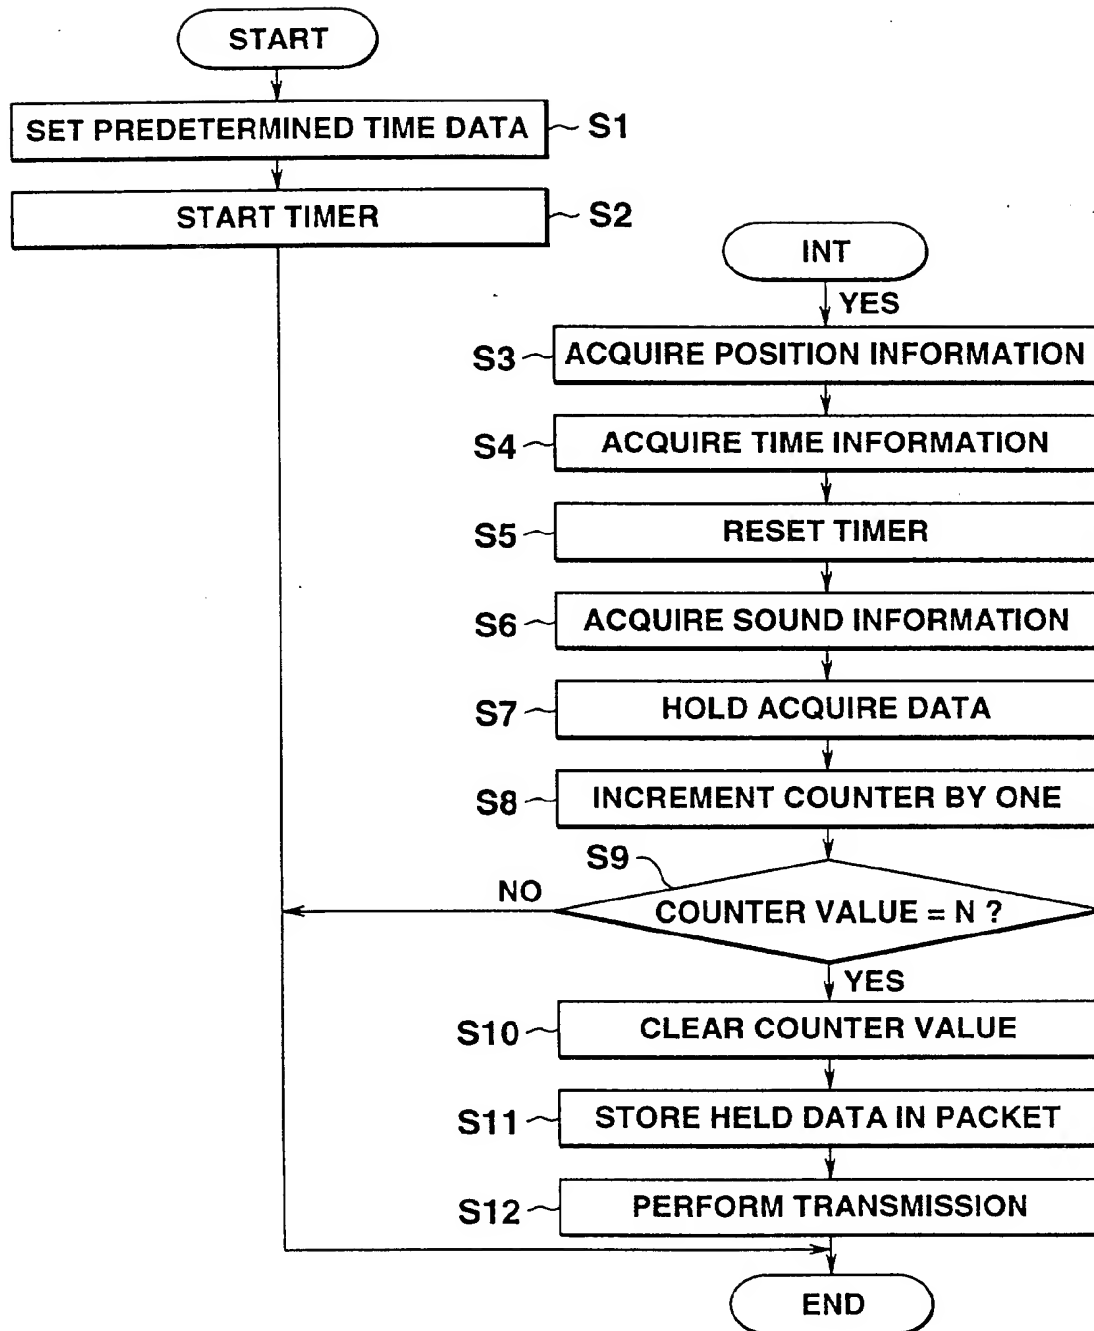 START
SET PREDETERMINED TIME DATA
S1
START TIMER
S2
INT
YES
S3
ACQUIRE POSITION INFORMATION
S4
ACQUIRE TIME INFORMATION
S5
RESET TIMER
S6
ACQUIRE SOUND INFORMATION
S7
HOLD ACQUIRE DATA
S8
INCREMENT COUNTER BY ONE
S9
NO
COUNTER VALUE = N ?
YES
S10
CLEAR COUNTER VALUE
S11
STORE HELD DATA IN PACKET
S12
PERFORM TRANSMISSION
END